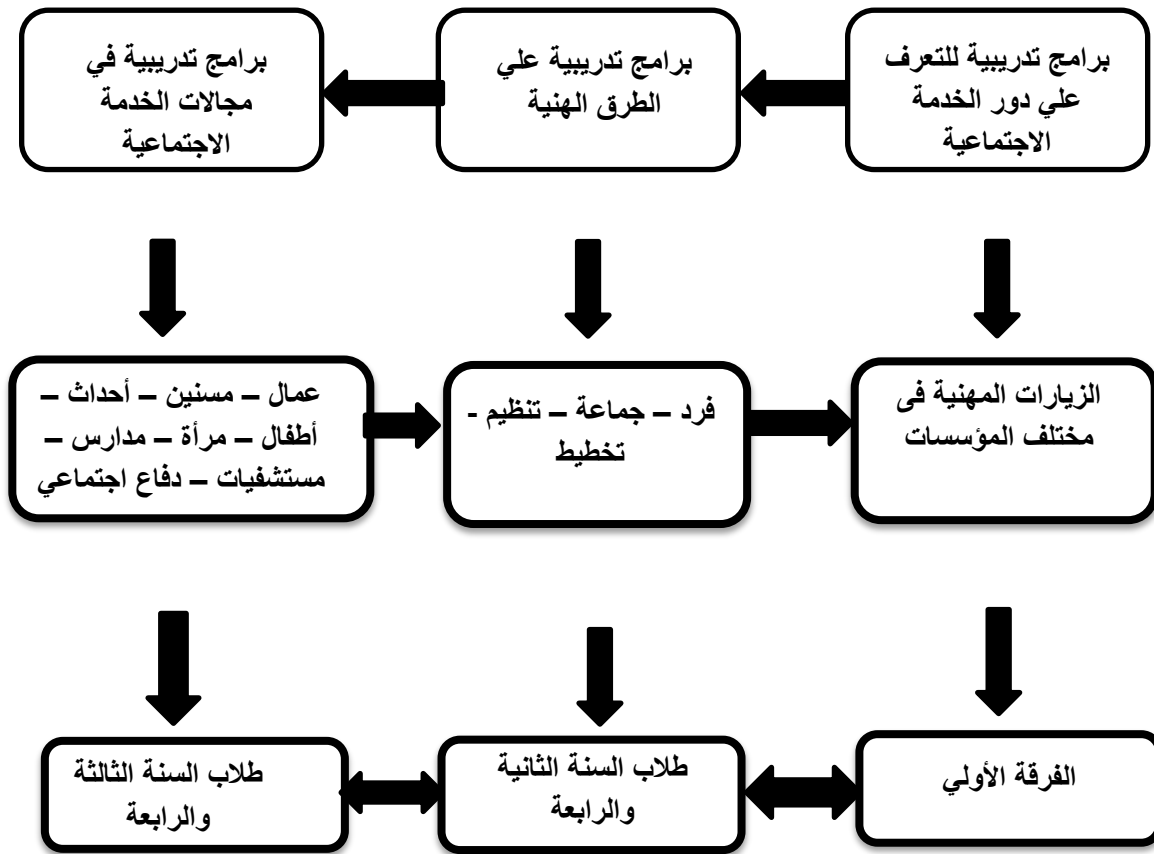 برامج تدريبية للتعرف
علي دور الخدمة
الاجتماعية
برامج تدريبية علي
الطرق الهنية
برامج تدريبية في
مجالات الخدمة
الاجتماعية
الزيارات المهنية فى
مختلف المؤسسات
فرد – جماعة – تنظيم -
تخطيط
عمال – مسنين – أحداث –
أطفال – مرأة – مدارس –
مستشفيات – دفاع اجتماعي
الفرقة الأولي
طلاب السنة الثانية
والرابعة
طلاب السنة الثالثة
والرابعة